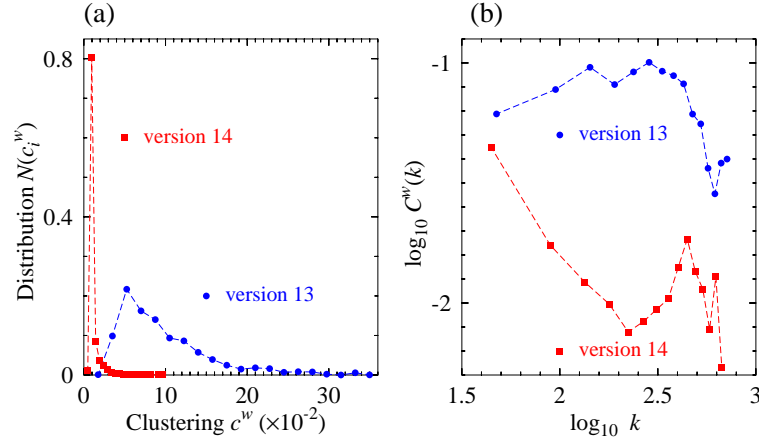 (a)
Distribution N(c_i^w)
0.8
0.4
0
version 14
version 13
0 10 20 30
Clustering c^w (×10^-2)
(b)
log10 C^w(k)
-1
-2
version 13
version 14
1.5 2 2.5 3
log10 k